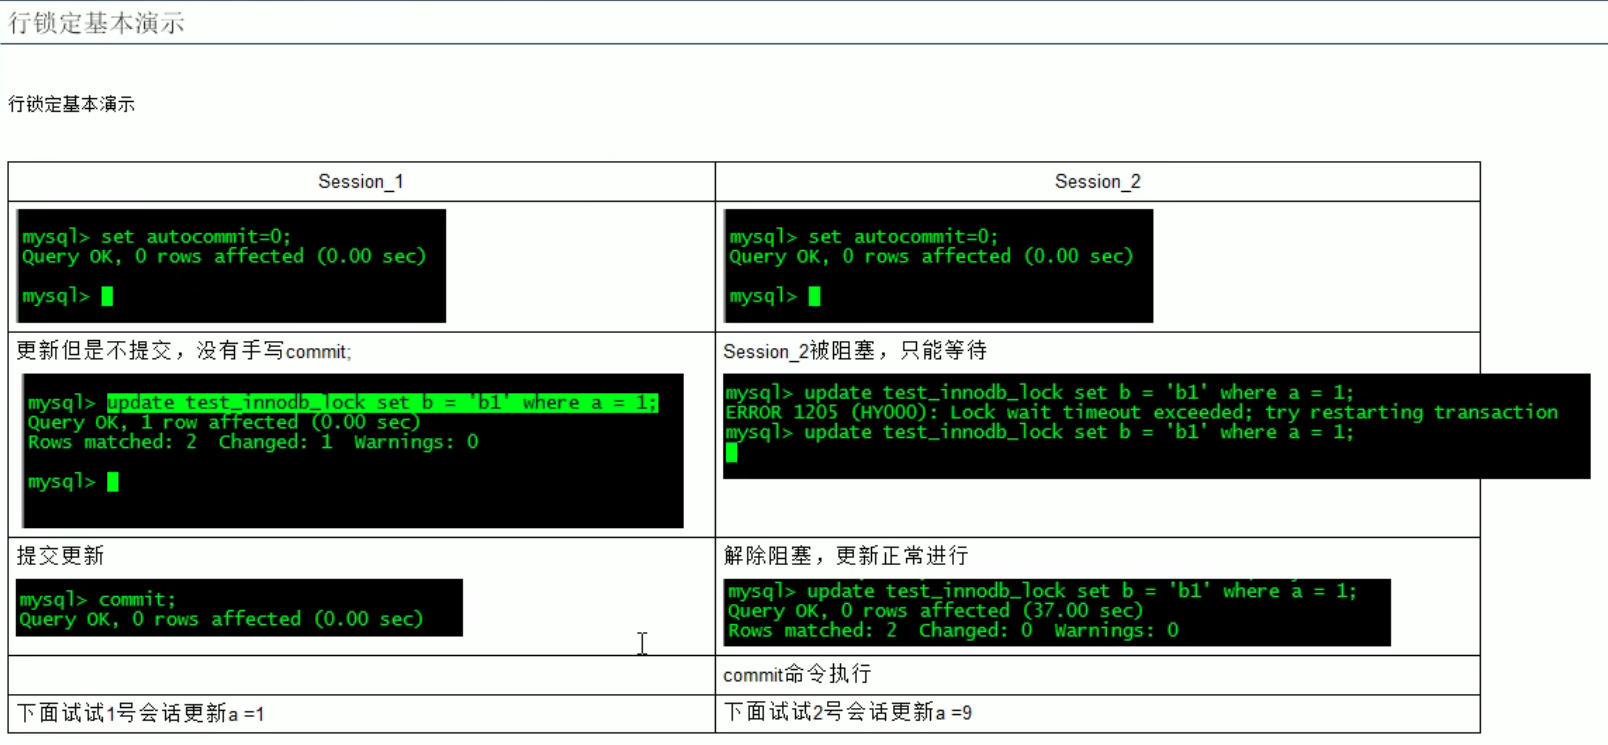 行锁定基本演示
行锁定基本演示
Session_1
Session_2
mysql> set autocommit=0;
Query OK, 0 rows affected (0.00 sec)
mysql>
mysql> set autocommit=0;
Query OK, 0 rows affected (0.00 sec)
mysql>
更新但是不提交，没有手写commit;
mysql> update test_innodb_lock set b = 'b1' where a = 1;
Query OK, 1 row affected (0.00 sec)
Rows matched: 2  Changed: 1  Warnings: 0
mysql>
Session_2被阻塞，只能等待
mysql> update test_innodb_lock set b = 'b1' where a = 1;
ERROR 1205 (HY000): Lock wait timeout exceeded; try restarting transaction
mysql> update test_innodb_lock set b = 'b1' where a = 1;
提交更新
mysql> commit;
Query OK, 0 rows affected (0.00 sec)
解除阻塞，更新正常进行
mysql> update test_innodb_lock set b = 'b1' where a = 1;
Query OK, 0 rows affected (37.00 sec)
Rows matched: 2  Changed: 0  Warnings: 0
commit命令执行
下面试试1号会话更新a =1
下面试试2号会话更新a =9